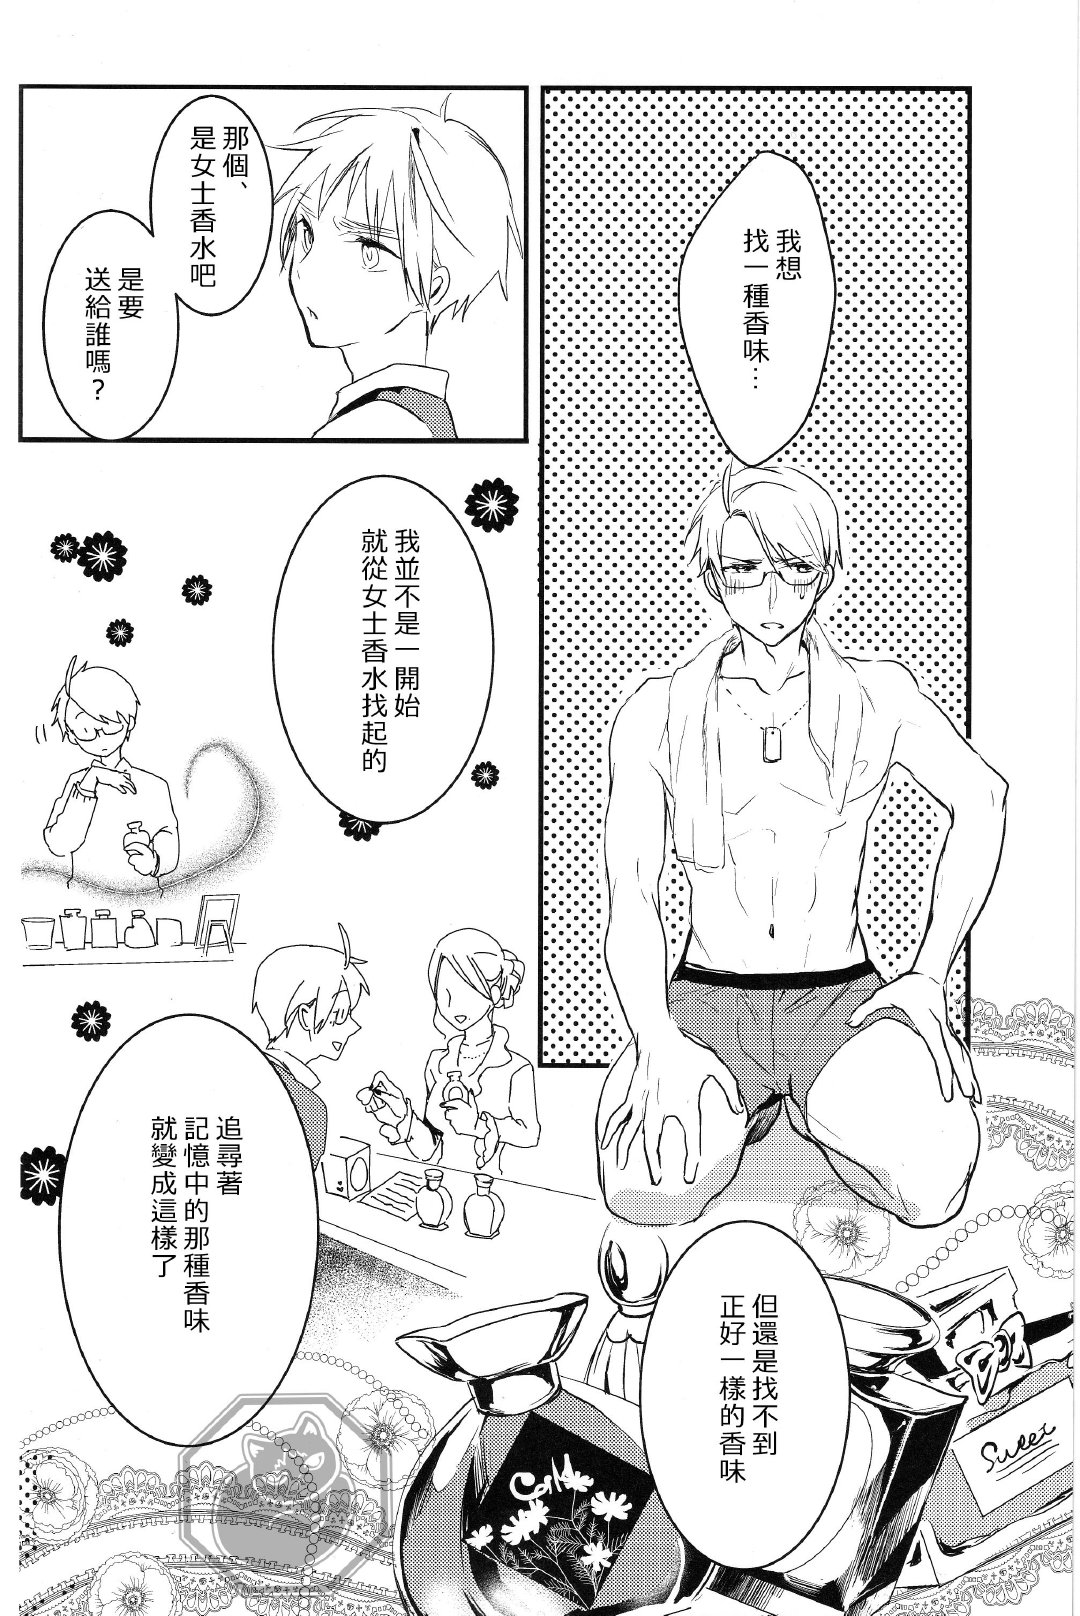 我想
找一種香味…
那個、
是女士香水吧
是要
送給誰嗎？
我並不是一開始
就從女士香水找起的
追尋著
記憶中的那種香味
就變成這樣了
但還是找不到
正好一樣的香味
Sweet